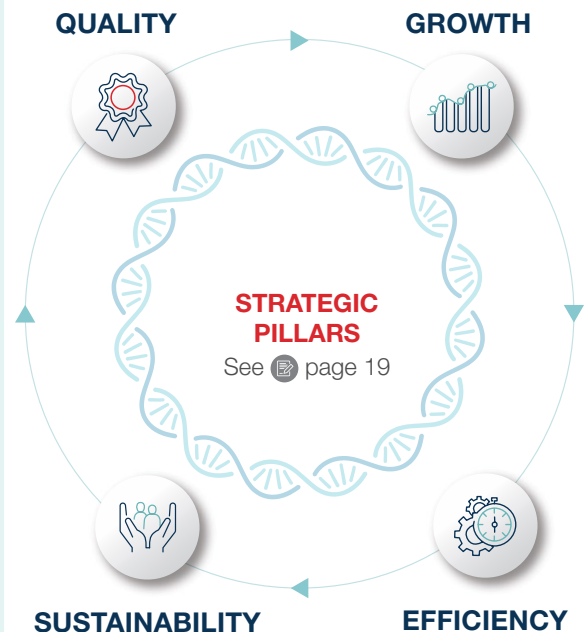 QUALITY
GROWTH
STRATEGIC
PILLARS
See page 19
SUSTAINABILITY
EFFICIENCY